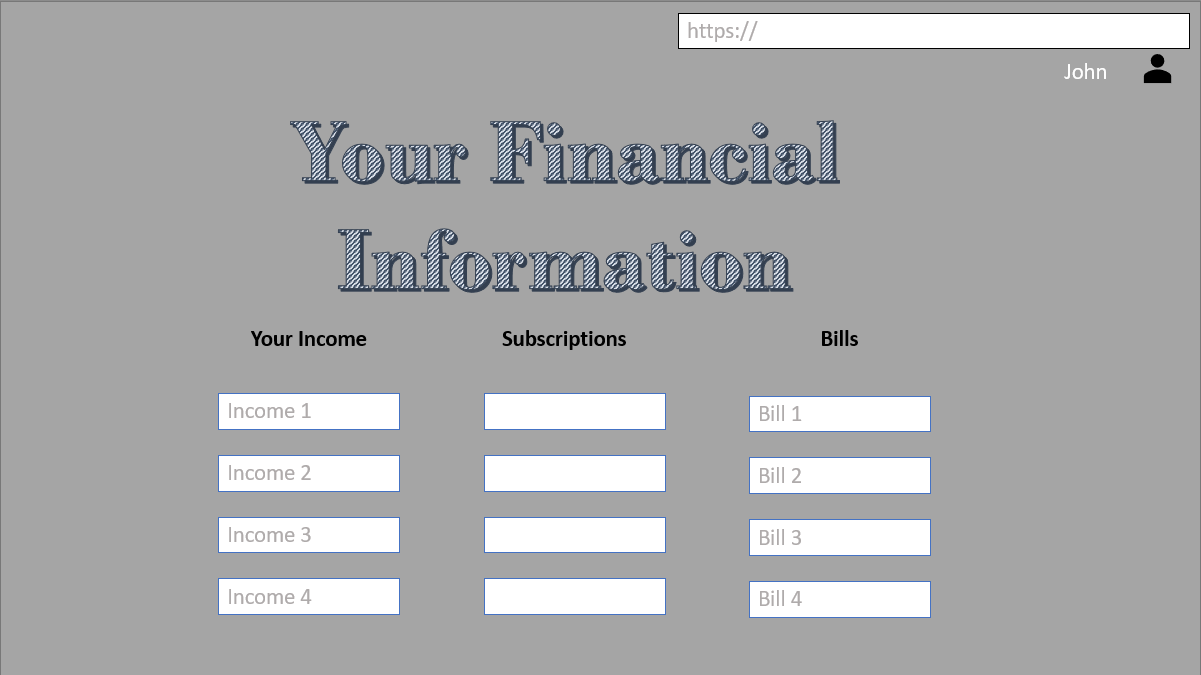 https://
John
Your Financial
Information
Your Income
Subscriptions
Bills
Income 1
Bill 1
Income 2
Bill 2
Income 3
Bill 3
Income 4
Bill 4